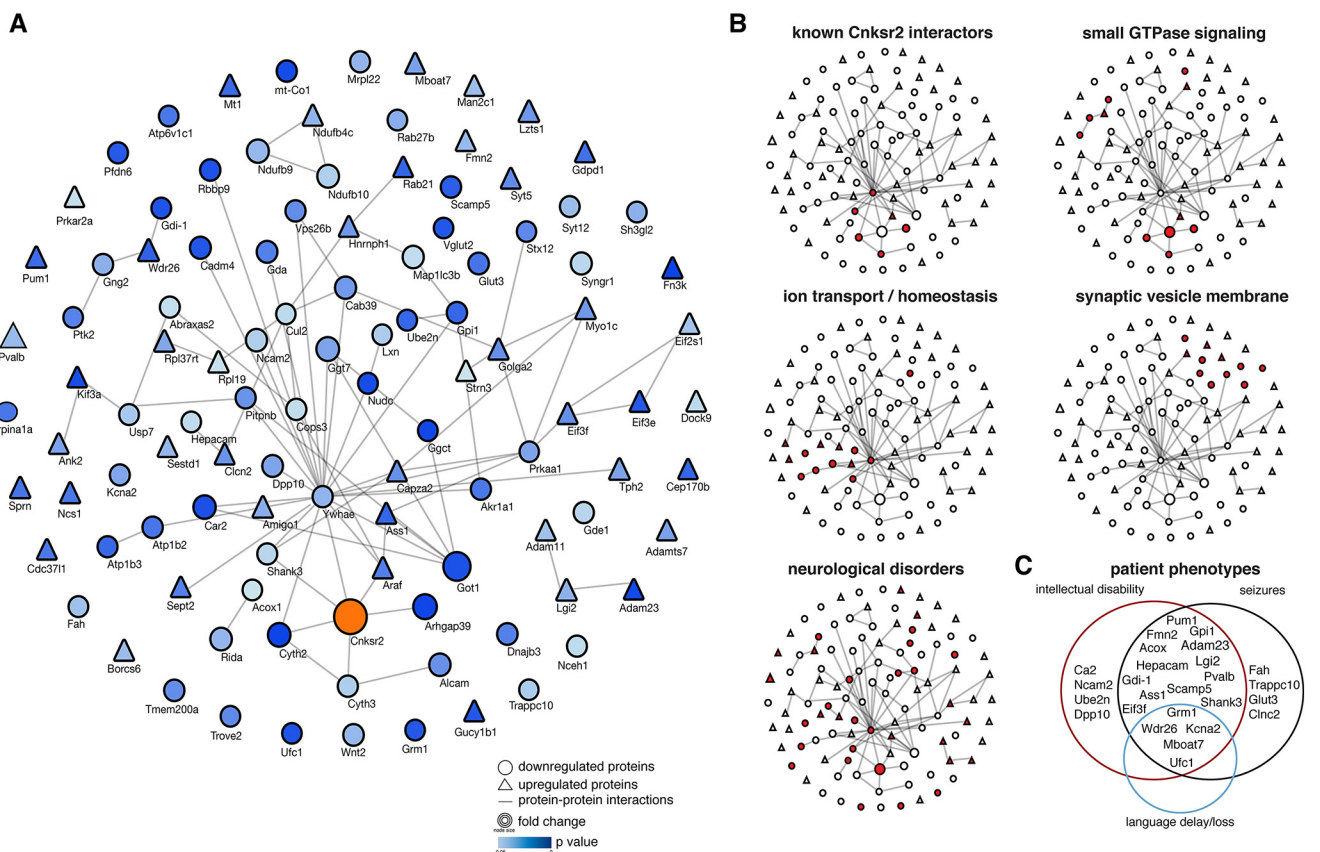 A
Mrpl22
mt-Co1
Mboat7
Mt1
Man2c1
Atp6v1c1
Ndufb4c
Rab27b
Lzts1
Pfdn6
Ndufb9
Fmn2
Gdpd1
Rbbp9
Ndufb10
Rab21
Scamp5
Syt5
Prkar2a
Gdi-1
Vps26b
Hnrnph1
Vglut2
Stx12
Syt12
Sh3gl2
Pum1
Gng2
Wdr26
Cadm4
Gda
Map1lc3b
Glut3
Syngr1
Fn3k
Ptk2
Abraxas2
Cul2
Cab39
Ube2n
Gpi1
Myo1c
Eif2s1
Pvalb
Rpl37rt
Rpl19
Ncam2
Ggt7
Lxn
Golga2
Strn3
Kif3a
Nudc
Usp7
Hepacam
Pitpnb
Cops3
Ggct
Eif3f
Eif3e
Dock9
rpina1a
Ank2
Sestd1
Clcn2
Dpp10
Prkaa1
Kcna2
Capza2
Tph2
Cep170b
Sprn
Ncs1
Car2
Amigo1
Ywhae
Akr1a1
Atp1b2
Ass1
Gde1
Adam11
Adamts7
Cdc37l1
Atp1b3
Shank3
Araf
Got1
Sept2
Acox1
Lgi2
Adam23
Fah
Cnksr2
Arhgap39
Rida
Cyth2
Dnajb3
Nceh1
Borcs6
Alcam
Cyth3
Trappc10
Tmem200a
Trove2
Ufc1
Wnt2
Grm1
Gucy1b1
downregulated proteins
upregulated proteins
protein-protein interactions
fold change
node size
p value
0.05
0
B
known Cnksr2 interactors
small GTPase signaling
ion transport / homeostasis
synaptic vesicle membrane
neurological disorders
C
patient phenotypes
intellectual disability
seizures
Pum1
Fmn2
Gpi1
Acox
Adam23
Hepacam
Lgi2
Gdi-1
Pvalb
Scamp5
Ass1
Shank3
Eif3f
Grm1
Wdr26
Kcna2
Mboat7
Ufc1
Ca2
Ncam2
Ube2n
Dpp10
Fah
Trappc10
Glut3
Clnc2
language delay/loss